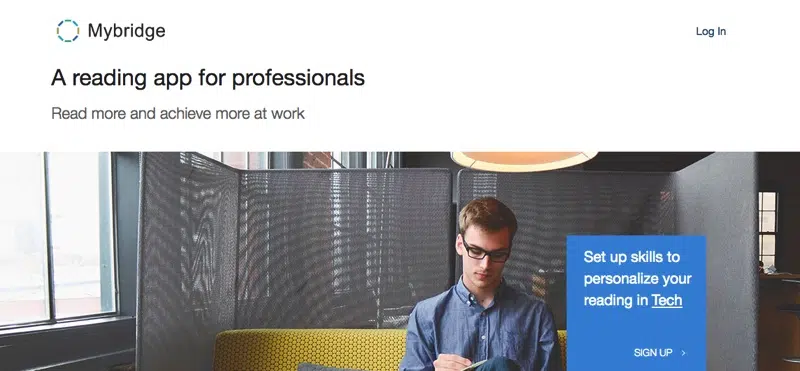 Mybridge
Log In
A reading app for professionals
Read more and achieve more at work
Set up skills to
personalize your
reading in Tech
SIGN UP >